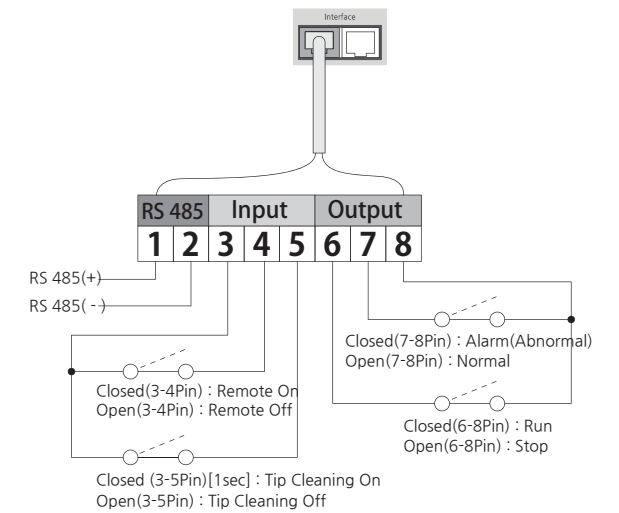 Interface
RS 485 Input Output
1 2 3 4 5 6 7 8
RS 485(+)
RS 485( - )
Closed(7-8Pin) : Alarm(Abnormal)
Open(7-8Pin) : Normal
Closed(3-4Pin) : Remote On
Open(3-4Pin) : Remote Off
Closed(6-8Pin) : Run
Open(6-8Pin) : Stop
Closed (3-5Pin)[1sec] : Tip Cleaning On
Open(3-5Pin) : Tip Cleaning Off